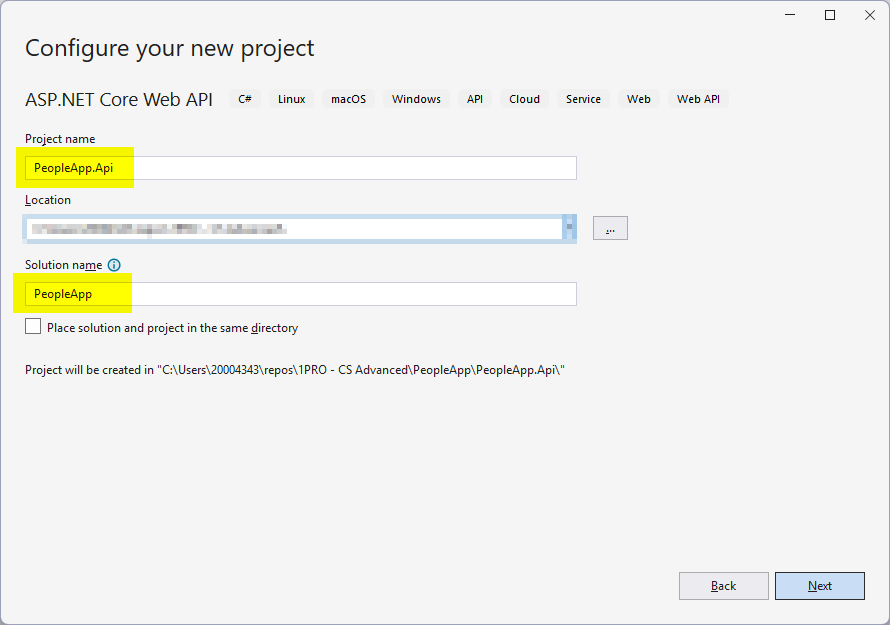 Configure your new project
ASP.NET Core Web API C# Linux macOS Windows API Cloud Service Web Web API
Project name
PeopleApp.Api
Location
...
Solution name
PeopleApp
Place solution and project in the same directory
Project will be created in "C:\Users\20004343\repos\1PRO - CS Advanced\PeopleApp\PeopleApp.Api\"
Back Next